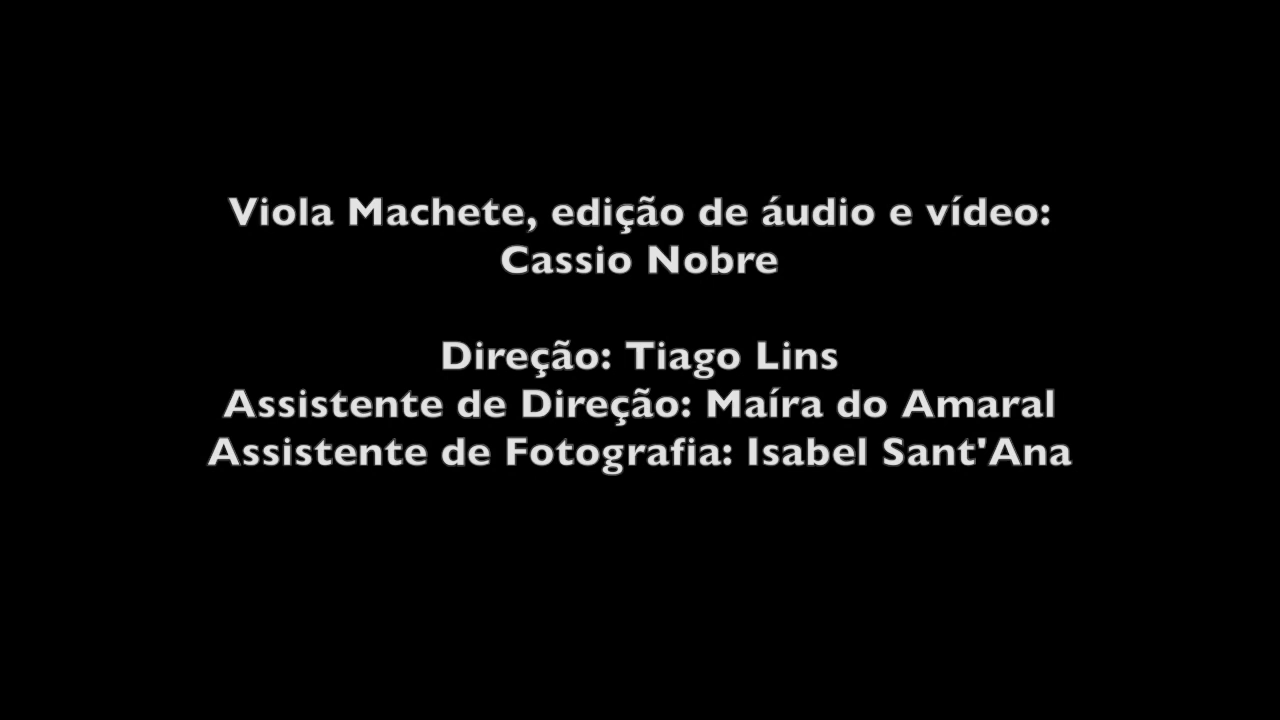 Viola Machete, edição de áudio e vídeo:
Cassio Nobre
Direção: Tiago Lins
Assistente de Direção: Maíra do Amaral
Assistente de Fotografia: Isabel Sant'Ana